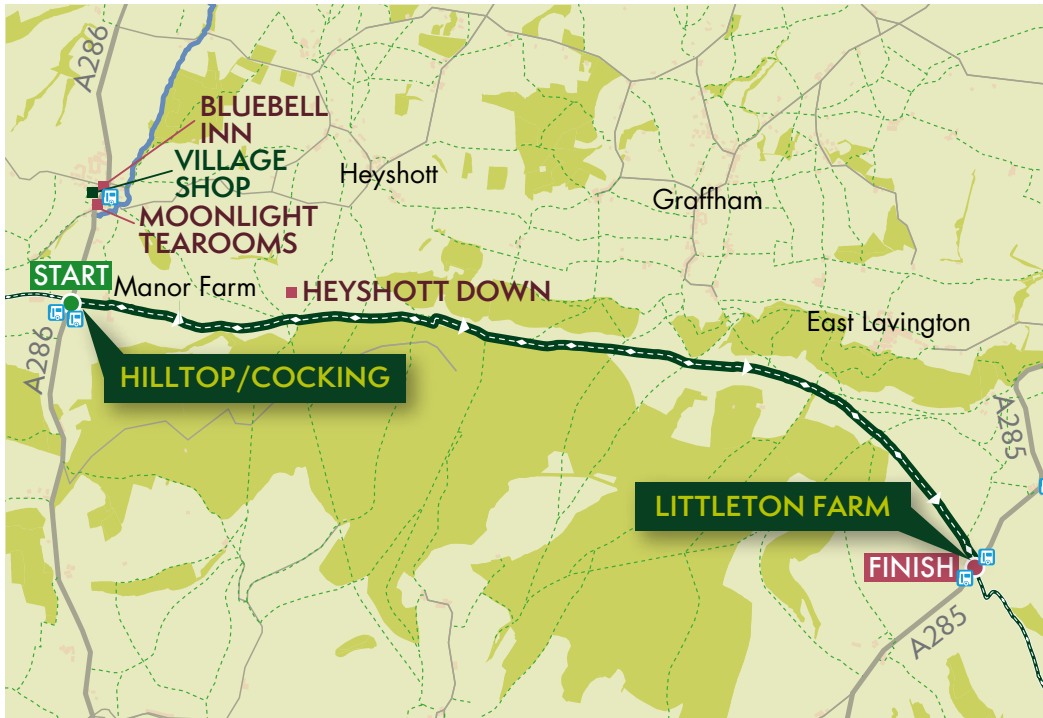 A286
BLUEBELL
INN
VILLAGE
SHOP
MOONLIGHT
TEAROOMS
Heyshott
Graffham
START
Manor Farm
HEYSHOTT DOWN
East Lavington
A286
HILLTOP/COCKING
A285
LITTLETON FARM
FINISH
A285